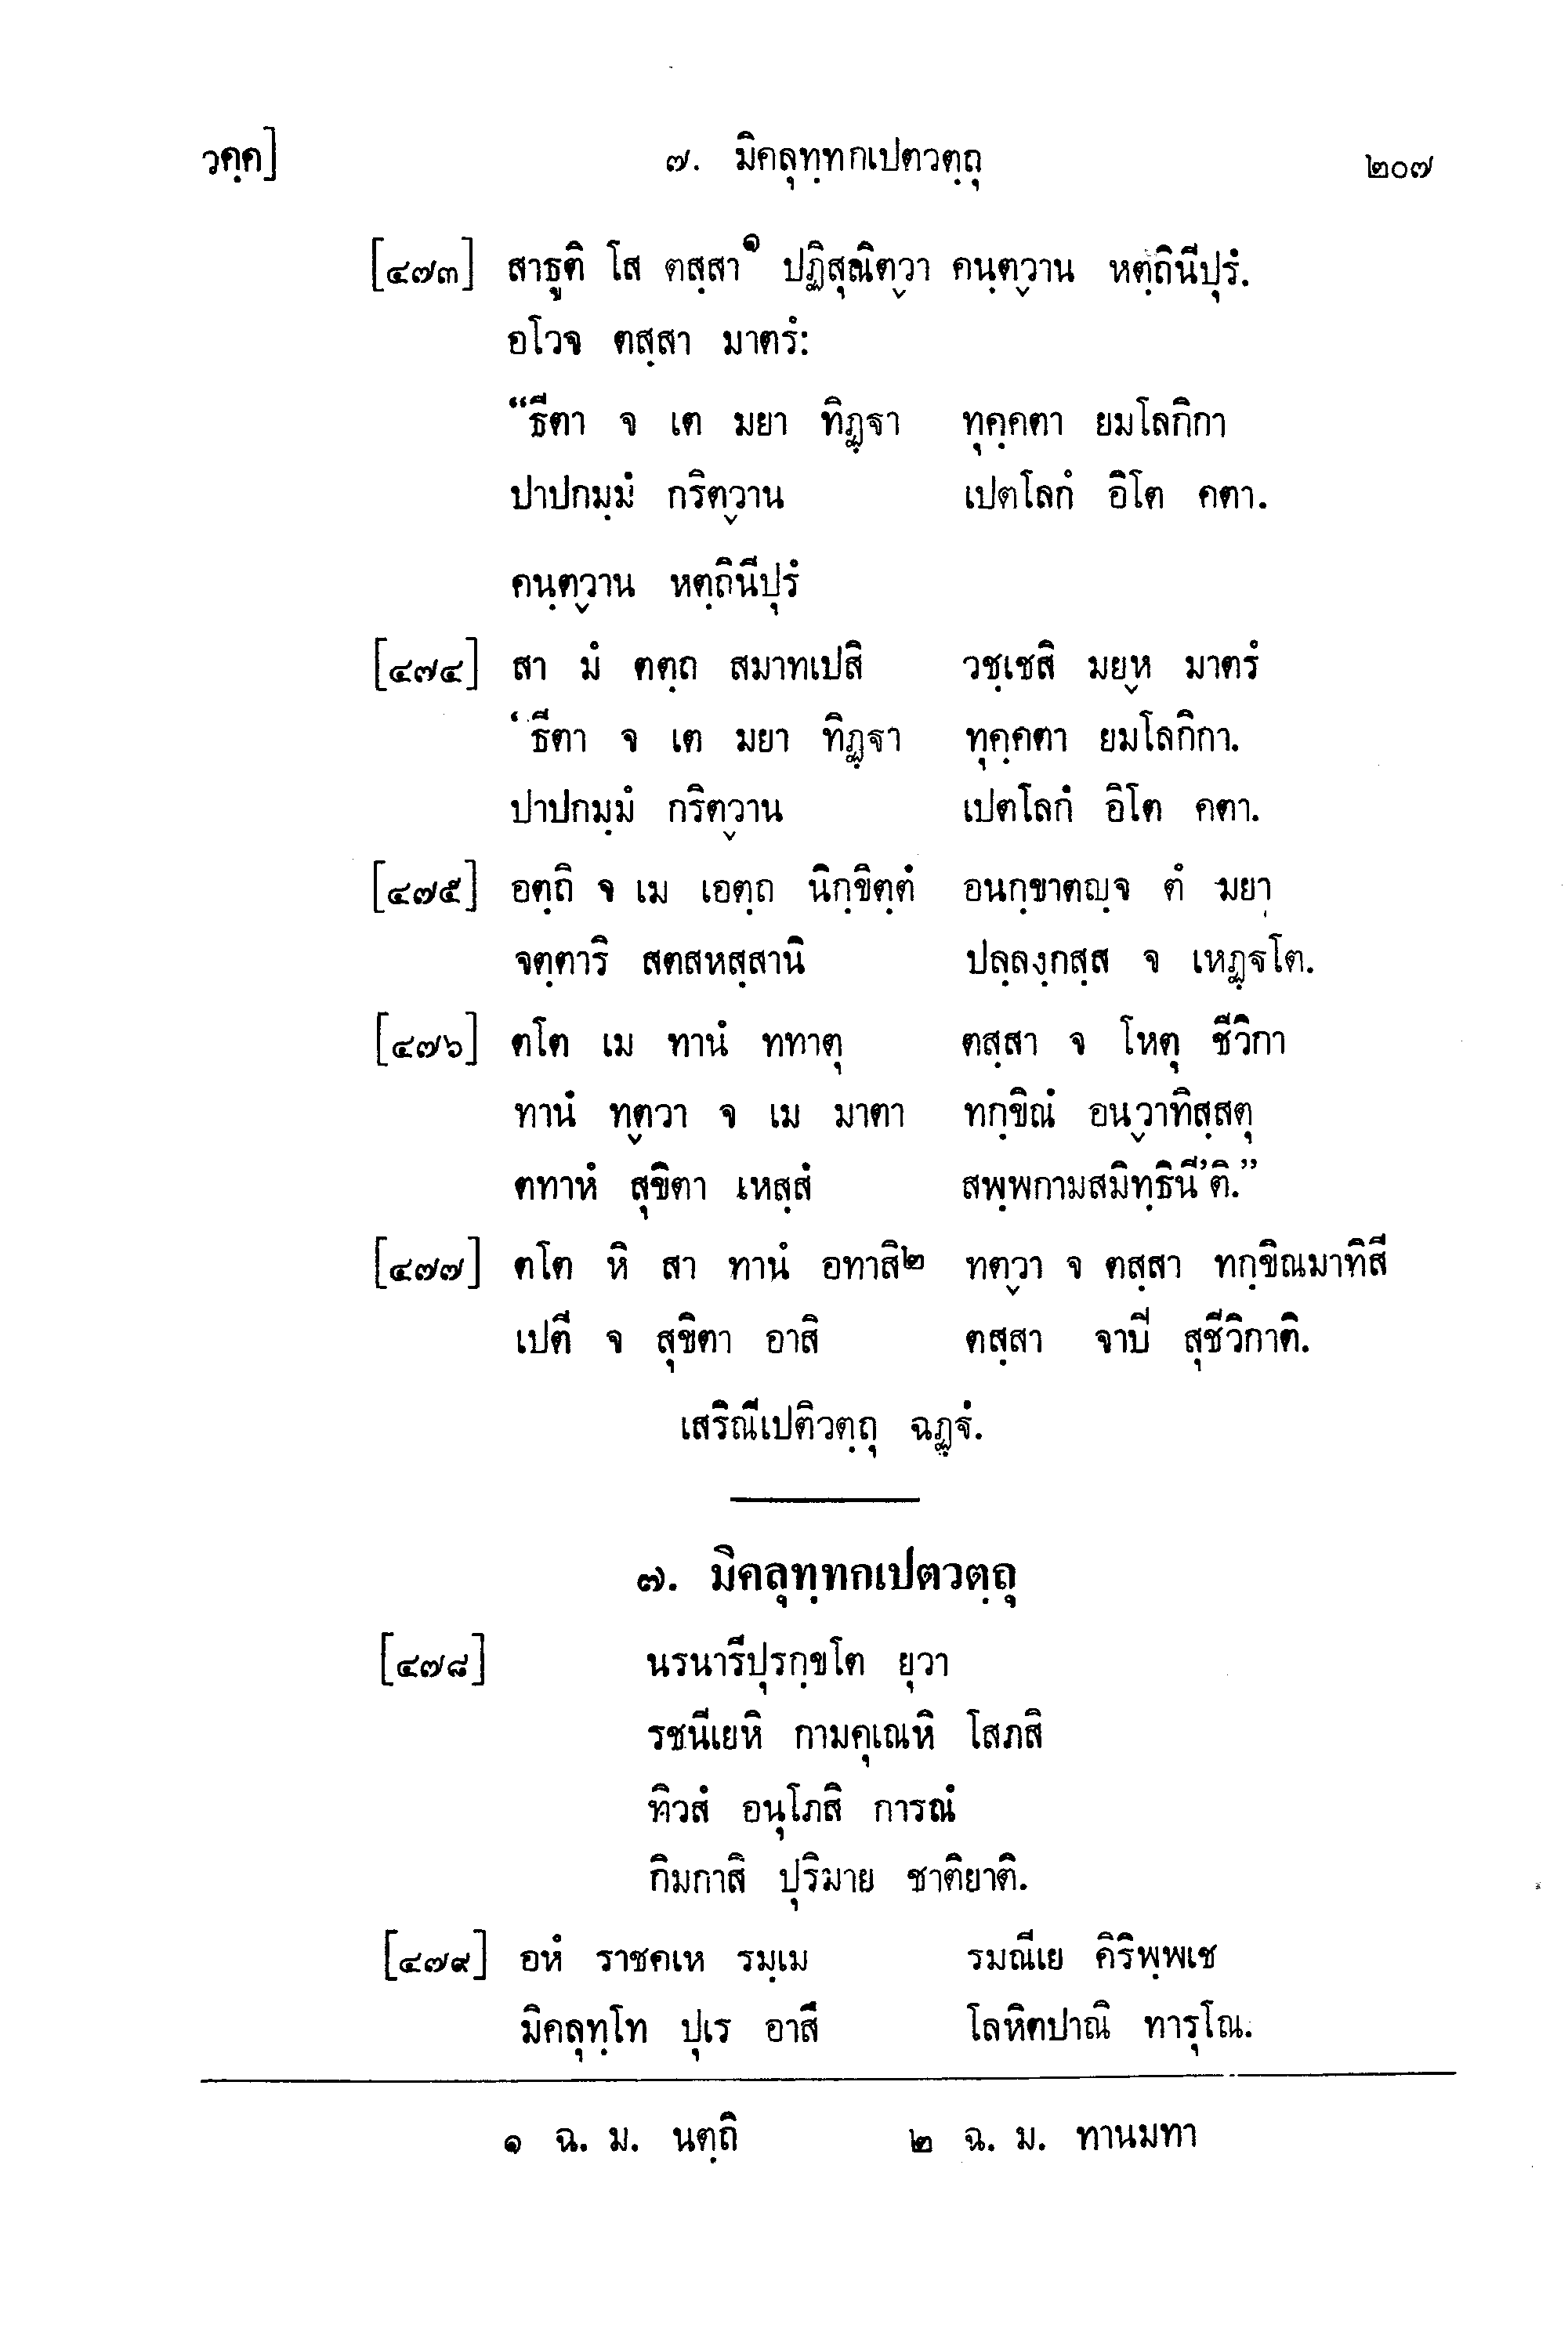 วคฺค] ๗. มิคลุทฺทกเปตวตฺถุ ๒๐๗
[๔๗๓] สาธูติ โส ตสฺสา๑ ปฏิสุณิตฺวา คนฺตฺวาน หตฺถินีปุรํ.
อโวจ ตสฺสา มาตรํ:
“ธีตา จ เต มยา ทิฏฺฐา ทุคฺคตา ยมโลกิกา
ปาปกมฺมํ กริตฺวาน เปตโลกํ อิโต คตา.
คนฺตฺวาน หตฺถินีปุรํ
[๔๗๔] สา มํ ตตฺถ สมาทเปสิ วชฺเชสิ มยฺห มาตรํ
‘ธีตา จ เต มยา ทิฏฺฐา ทุคฺคตา ยมโลกิกา.
ปาปกมฺมํ กริตฺวาน เปตโลกํ อิโต คตา.
[๔๗๕] อตฺถิ จ เม เอตฺถ นิกฺขิตฺตํ อนกฺขาตญฺจ ตํ มยา
จตฺตาริ สตสหสฺสานิ ปลฺลงฺกสฺส จ เหฏฺฐโต.
[๔๗๖] ตโต เม ทานํ ททาตุ ตสฺสา จ โหตุ ชีวิกา
ทานํ ทตฺวา จ เม มาตา ทกฺขิณํ อนฺวาทิสฺสตุ
ตทาหํ สุขิตา เหสฺสํ สพฺพกามสมิทฺธินี’ติ.”
[๔๗๗] ตโต หิ สา ทานํ อทาสิ๒ ทตฺวา จ ตสฺสา ทกฺขิณมาทิสี
เปตี จ สุขิตา อาสิ ตสฺสา จาปี สุชีวิกาติ.
เสริณีเปติวตฺถุ ฉฏฺฐํ.
๗. มิคลุทฺทกเปตวตฺถุ
[๔๗๘] นรนารีปุรกฺขโต ยุวา
รชนีเยหิ กามคุเณหิ โสภสิ
ทิวสํ อนุโภสิ การณํ
กิมกาสิ ปุริมาย ชาติยาติ.
[๔๗๙] อหํ ราชคเห รมฺเม รมณีเย คิริพฺพเช
มิคลุทฺโท ปุเร อาสึ โลหิตปาณิ ทารุโณ.
๑ ฉ. ม. นตฺถิ ๒ ฉ. ม. ทานมทา